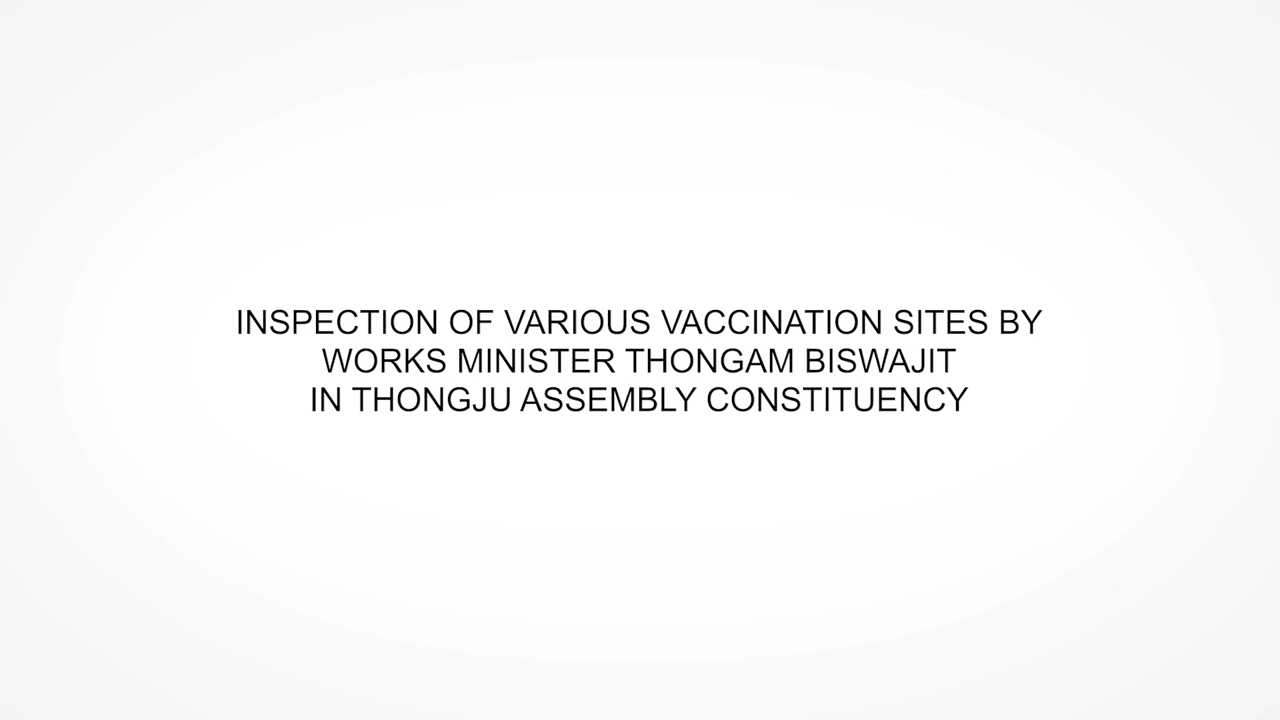 INSPECTION OF VARIOUS VACCINATION SITES BY
WORKS MINISTER THONGAM BISWAJIT
IN THONGJU ASSEMBLY CONSTITUENCY